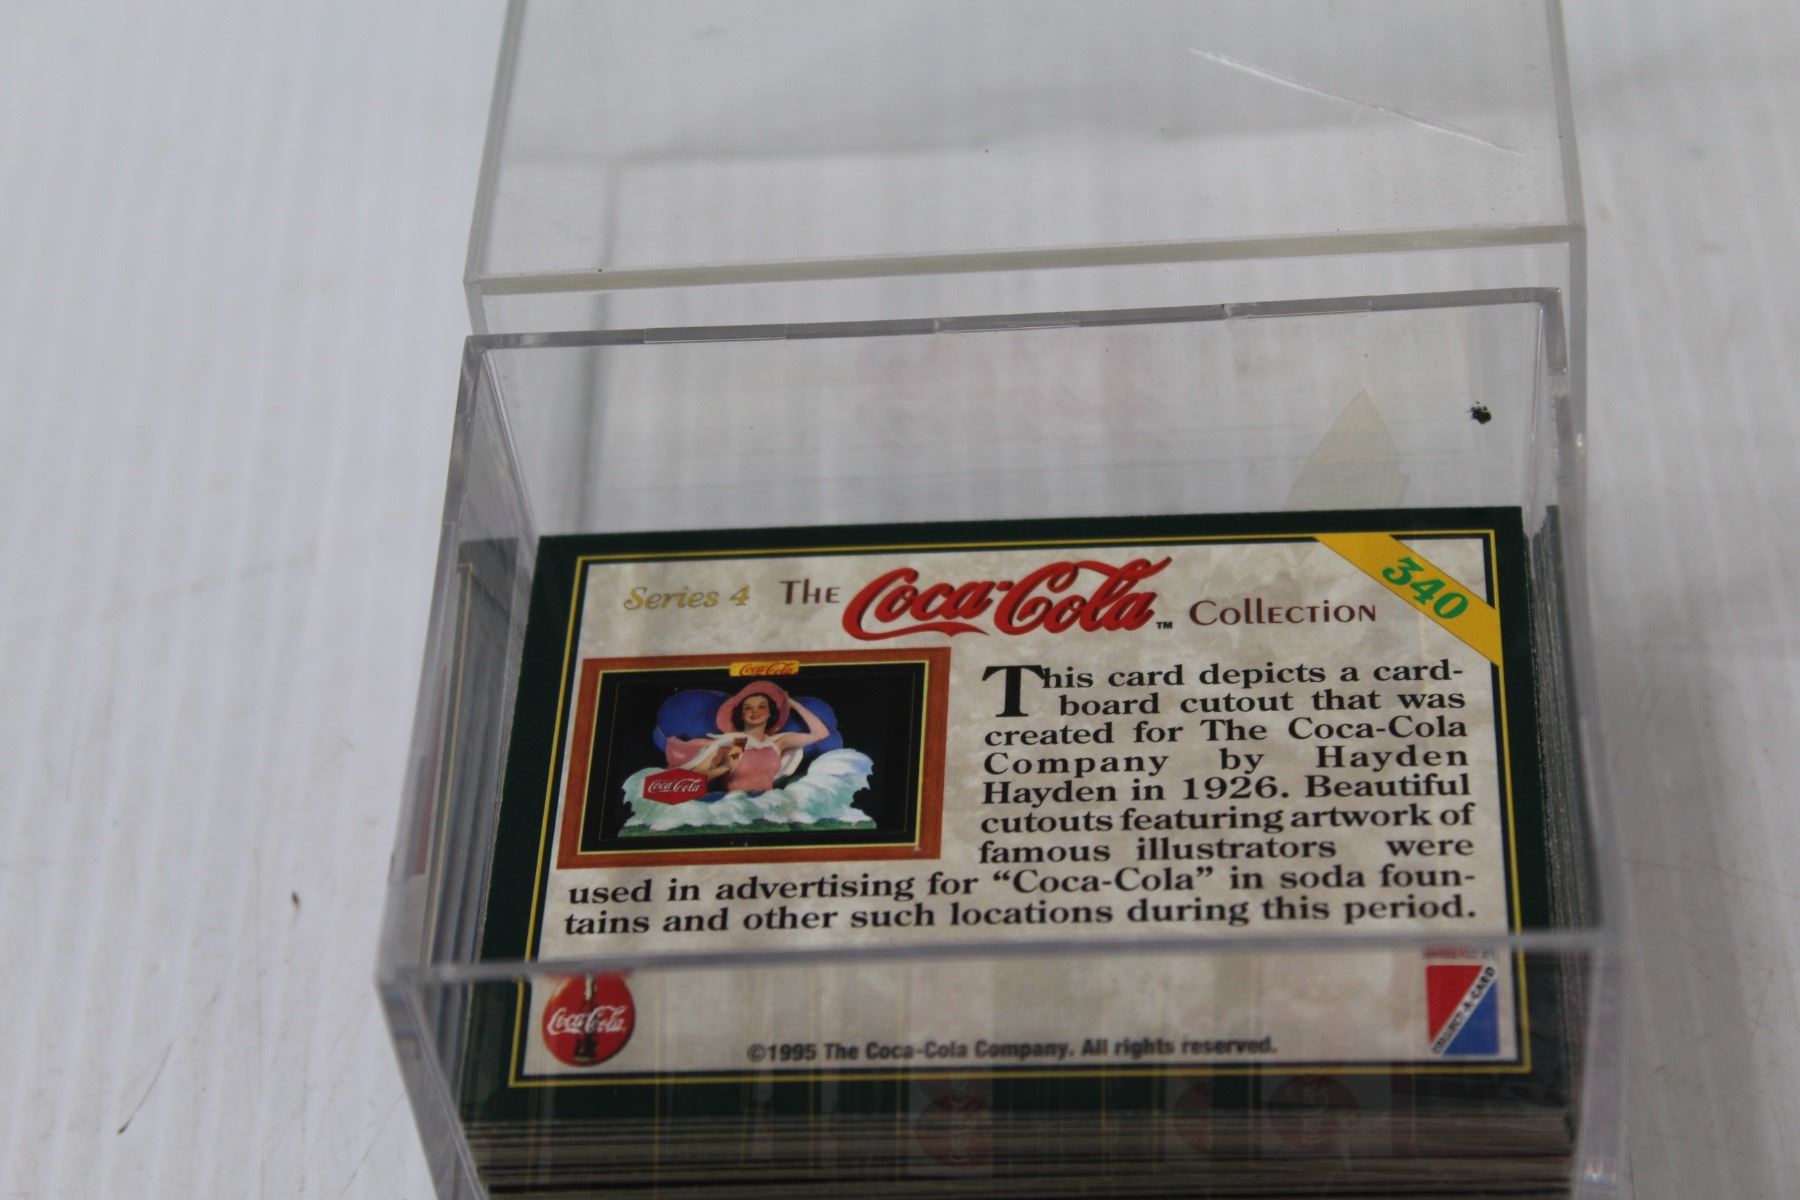 Series 4 The Coca-Cola™ Collection 340
Coca-Cola
Coca-Cola
This card depicts a card-
board cutout that was
created for The Coca-Cola
Company by Hayden
Hayden in 1926. Beautiful
cutouts featuring artwork of
famous illustrators were
used in advertising for “Coca-Cola” in soda foun-
tains and other such locations during this period.
Coca-Cola
COLLECT-A-CARD
©1995 The Coca-Cola Company. All rights reserved.